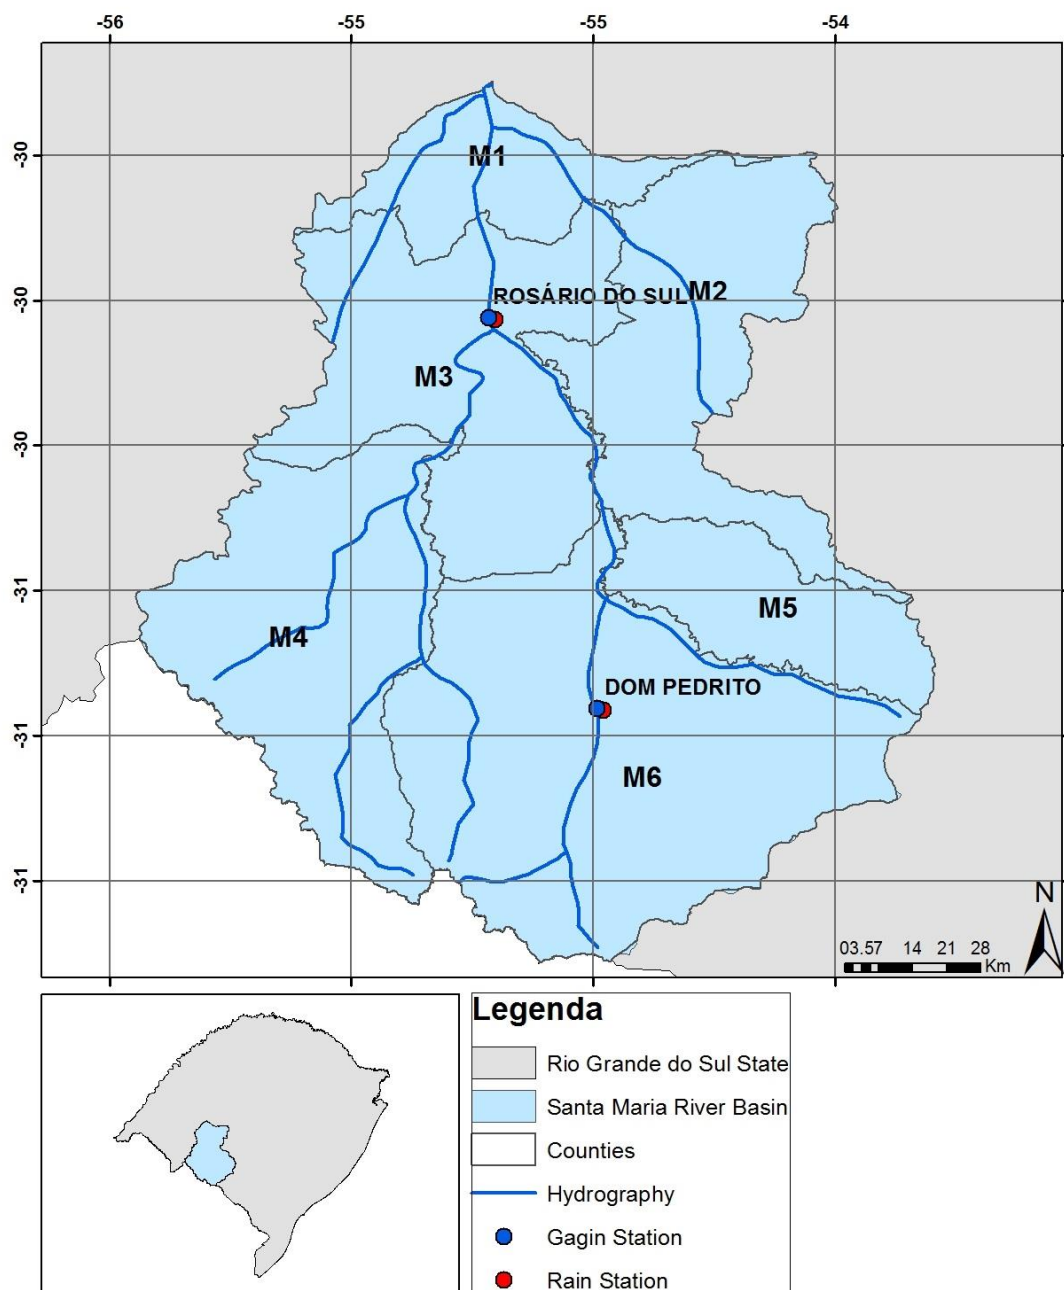 -56 -55 -55 -54
-30
M1
-30
ROSÁRIO DO SUL M2
M3
-30
-31
M5
M4
DOM PEDRITO
-31
M6
-31
N
03.57 14 21 28
Km
Legenda
Rio Grande do Sul State
Santa Maria River Basin
Counties
Hydrography
Gagin Station
Rain Station